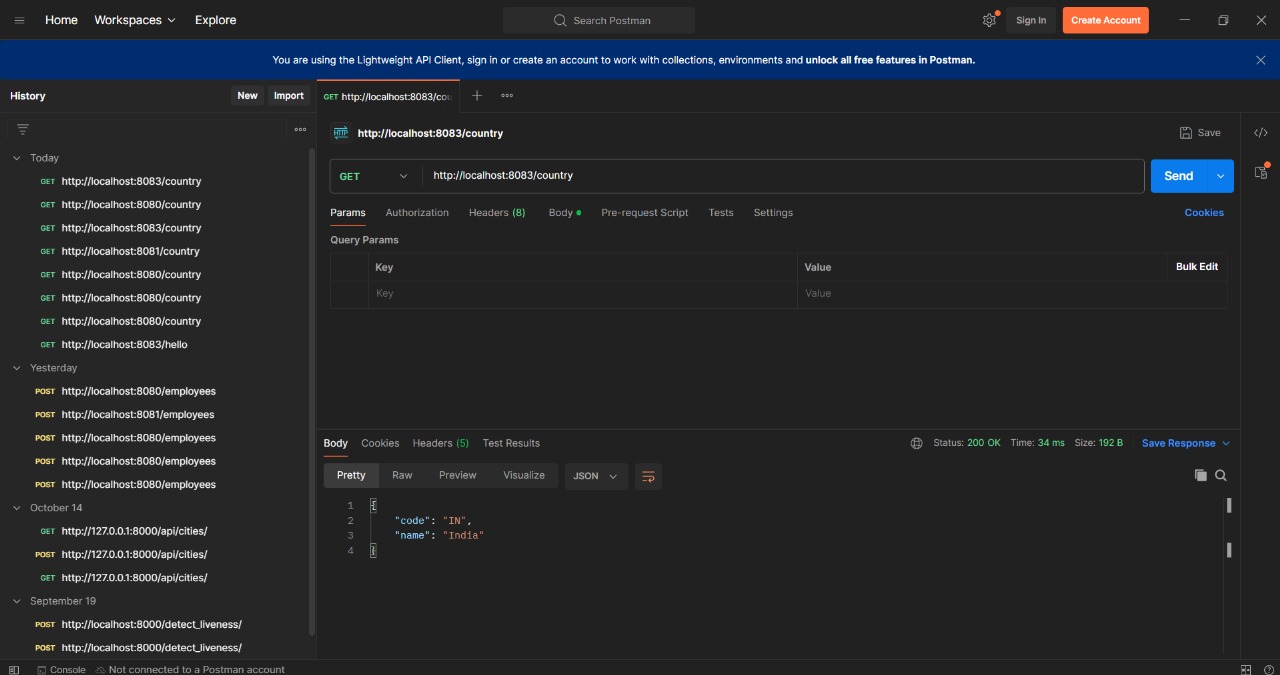 Home Workspaces Explore Search Postman Sign In Create Account
You are using the Lightweight API Client, sign in or create an account to work with collections, environments and unlock all free features in Postman.
History New Import
GET http://localhost:8083/cou
Today
GET http://localhost:8083/country
GET http://localhost:8080/country
GET http://localhost:8083/country
GET http://localhost:8081/country
GET http://localhost:8080/country
GET http://localhost:8080/country
GET http://localhost:8080/country
GET http://localhost:8083/hello
Yesterday
POST http://localhost:8080/employees
POST http://localhost:8081/employees
POST http://localhost:8080/employees
POST http://localhost:8080/employees
POST http://localhost:8080/employees
October 14
GET http://127.0.0.1:8000/api/cities/
POST http://127.0.0.1:8000/api/cities/
GET http://127.0.0.1:8000/api/cities/
September 19
POST http://localhost:8000/detect_liveness/
POST http://localhost:8000/detect_liveness/
HTTP http://localhost:8083/country Save
GET http://localhost:8083/country Send
Params Authorization Headers (8) Body Pre-request Script Tests Settings Cookies
Query Params
Key Value Bulk Edit
Key Value
Body Cookies Headers (5) Test Results Status: 200 OK Time: 34 ms Size: 192 B Save Response
Pretty Raw Preview Visualize JSON
1 {
2 "code": "IN",
3 "name": "India"
4 }
Console Not connected to a Postman account